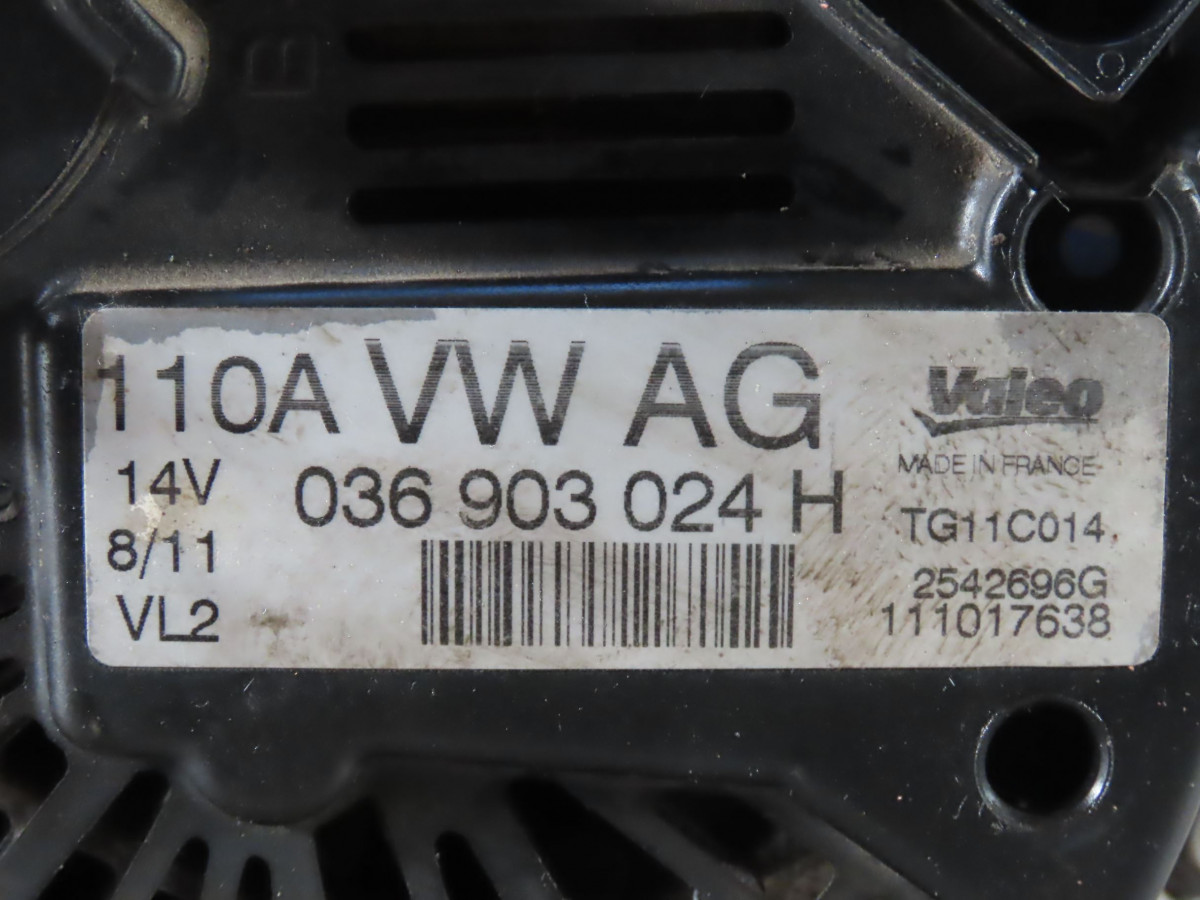 B
110A VW AG
14V
036 903 024 H
8/11
VL2
Valeo
MADE IN FRANCE
TG11C014
2542696G
111017638